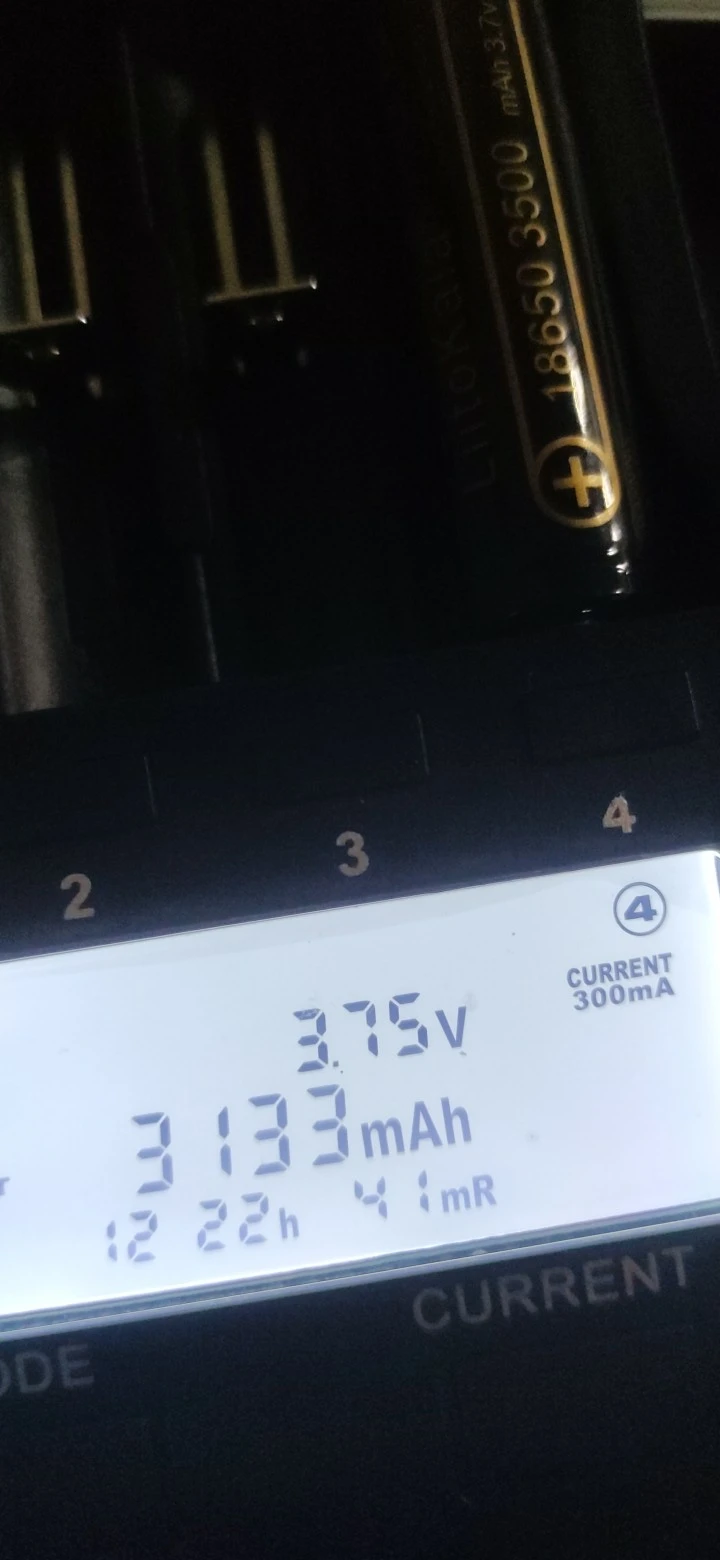 LiitoKala
18650 3500 mAh 3.7V
2 3 4
4
CURRENT
300mA
3.75V
3133mAh
12 22h 41mR
CURRENT
ODE